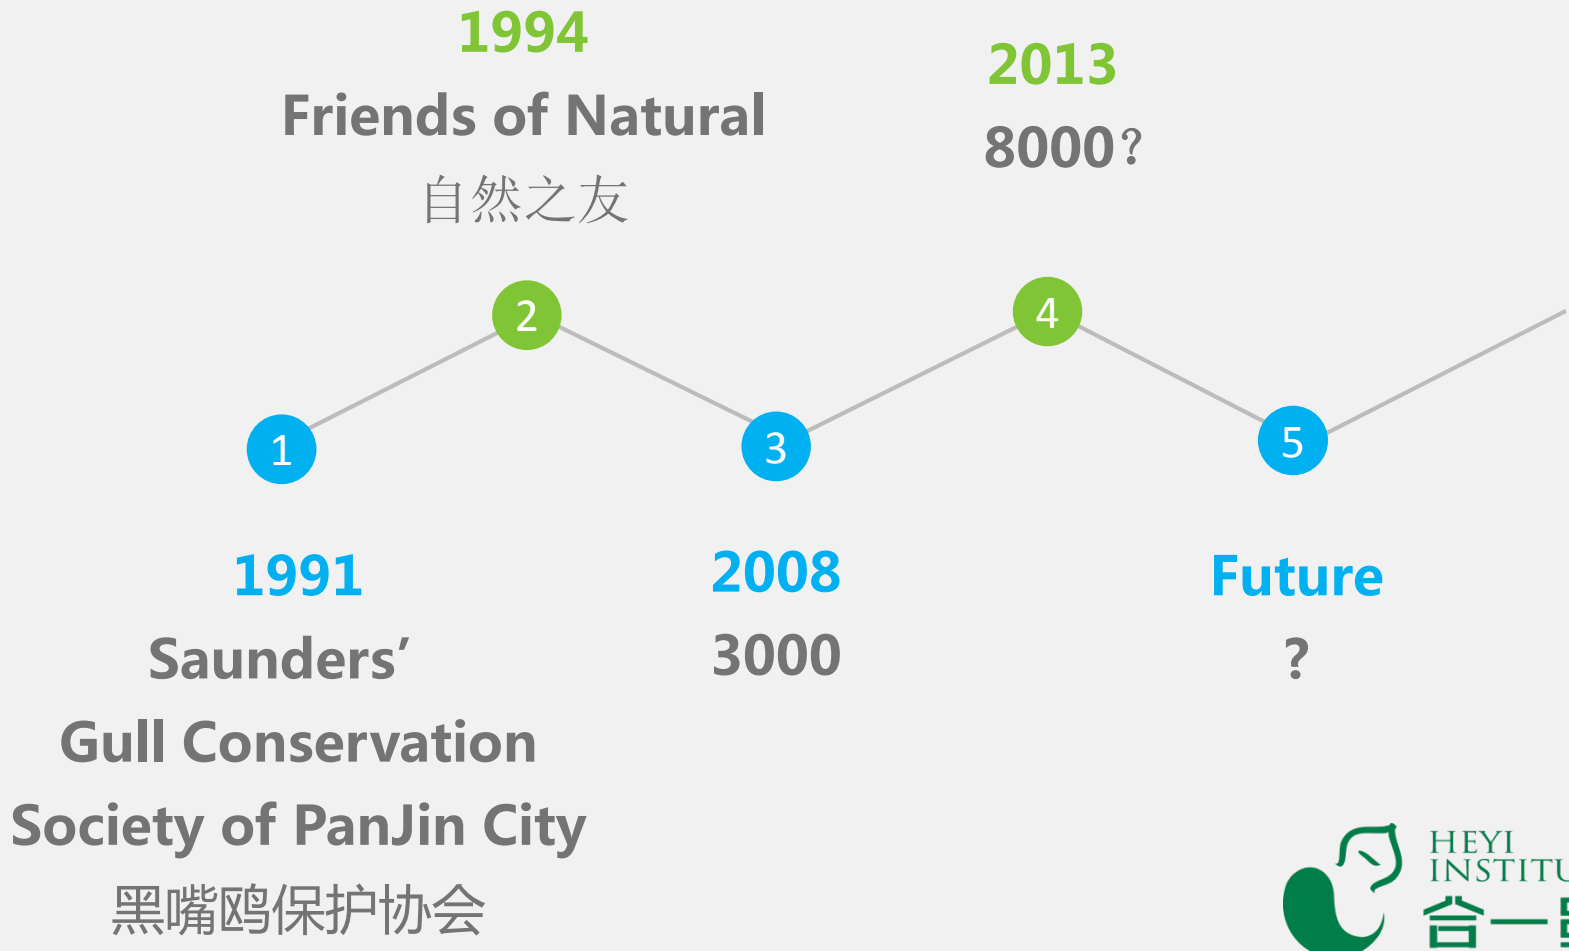 1994
Friends of Natural
自然之友
2013
8000？
2
4
1
3
5
1991
Saunders’
Gull Conservation
Society of PanJin City
黑嘴鸥保护协会
2008
3000
Future
?
HEYI